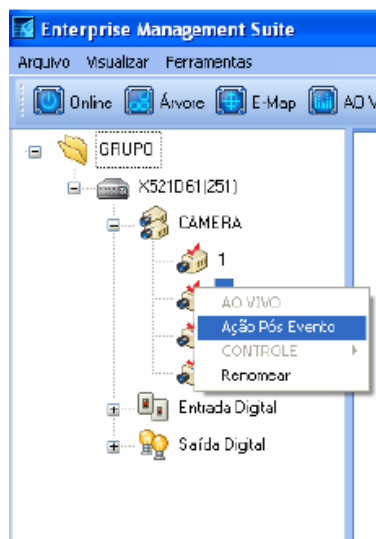 Enterprise Management Suite
Arquivo Visualizar Ferramentas
Online Árvore E-Map AO V
GRUPO
X521D61(251)
CÂMERA
1
AO VIVO
Ação Pós Evento
CONTROLE
Renomear
Entrada Digital
Saída Digital